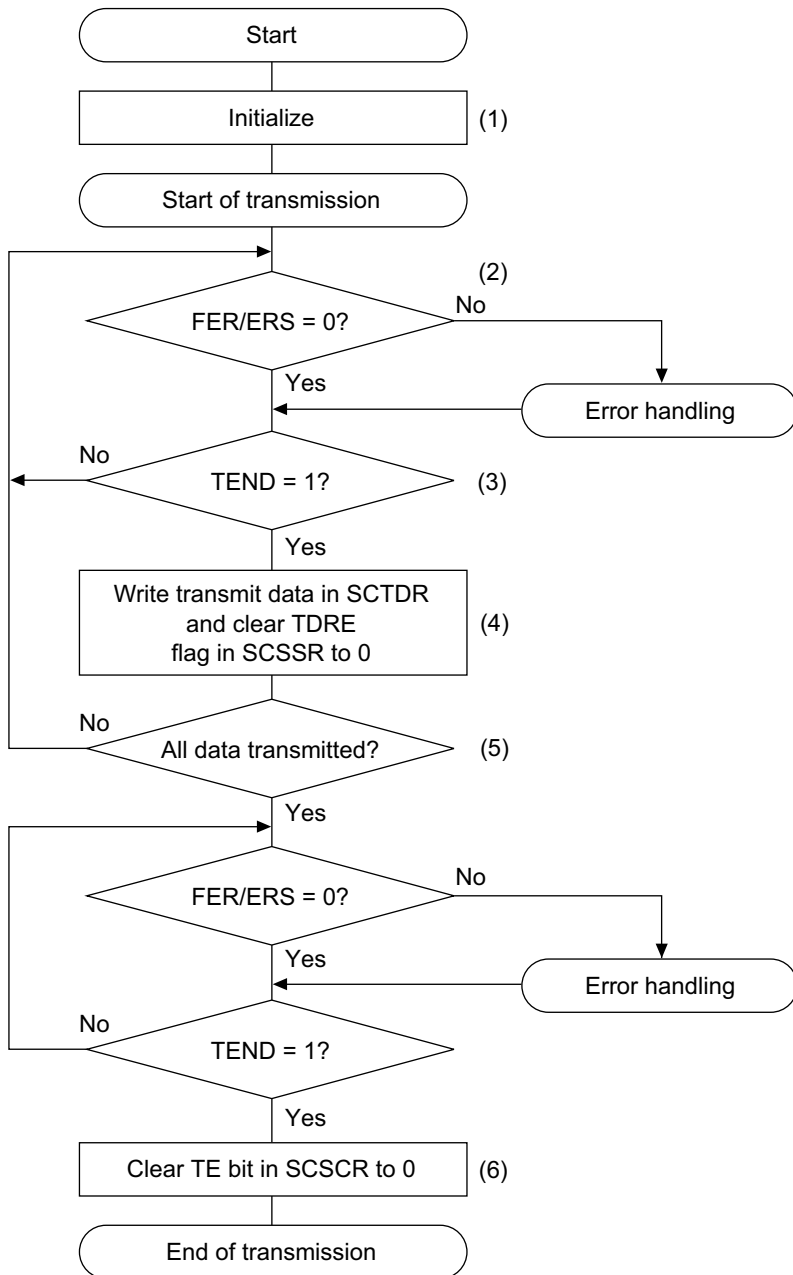 Start
Initialize
(1)
Start of transmission
(2)
FER/ERS = 0?
No
Yes
Error handling
No
TEND = 1?
(3)
Yes
Write transmit data in SCTDR
and clear TDRE
flag in SCSSR to 0
(4)
No
All data transmitted?
(5)
Yes
FER/ERS = 0?
No
Yes
Error handling
No
TEND = 1?
Yes
Clear TE bit in SCSCR to 0
(6)
End of transmission